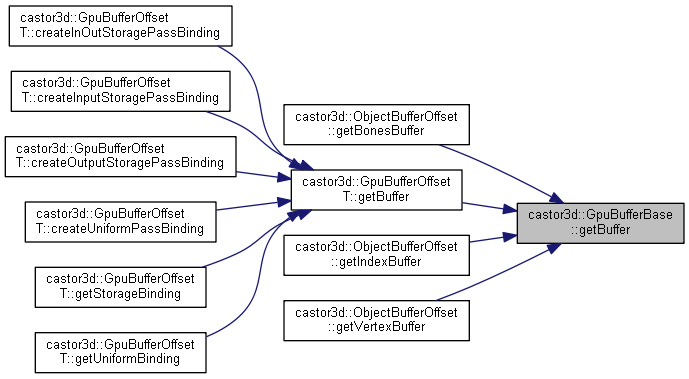 castor3d::GpuBufferOffset
T::createInOutStoragePassBinding
castor3d::GpuBufferOffset
T::createInputStoragePassBinding
castor3d::GpuBufferOffset
T::createOutputStoragePassBinding
castor3d::GpuBufferOffset
T::createUniformPassBinding
castor3d::GpuBufferOffset
T::getStorageBinding
castor3d::GpuBufferOffset
T::getUniformBinding
castor3d::ObjectBufferOffset
::getBonesBuffer
castor3d::GpuBufferOffset
T::getBuffer
castor3d::ObjectBufferOffset
::getIndexBuffer
castor3d::ObjectBufferOffset
::getVertexBuffer
castor3d::GpuBufferBase
::getBuffer